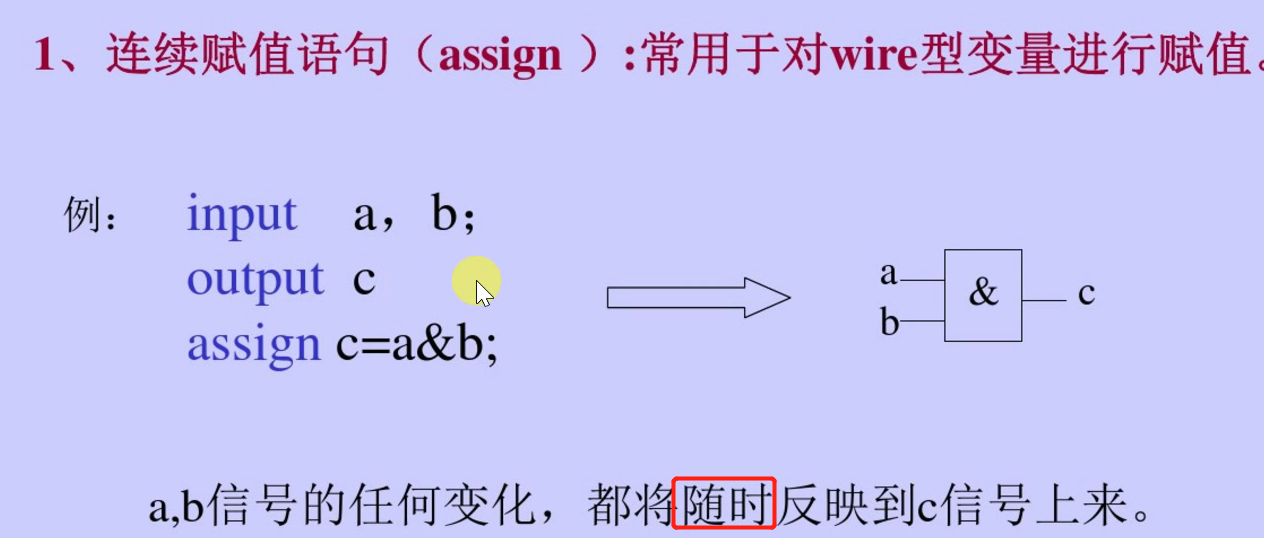 1、连续赋值语句（assign ）:常用于对wire型变量进行赋值。
例： input a，b；
output c
assign c=a&b;
a
b
&
c
a,b信号的任何变化，都将随时反映到c信号上来。